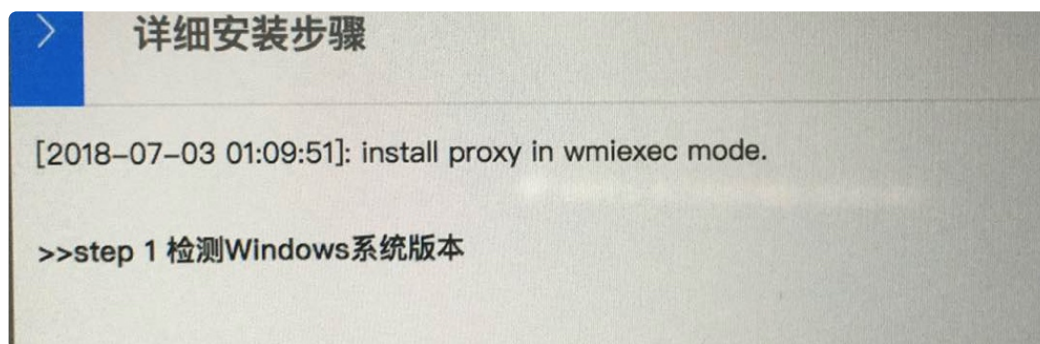 详细安装步骤
[2018-07-03 01:09:51]: install proxy in wmiexec mode.
>>step 1 检测Windows系统版本